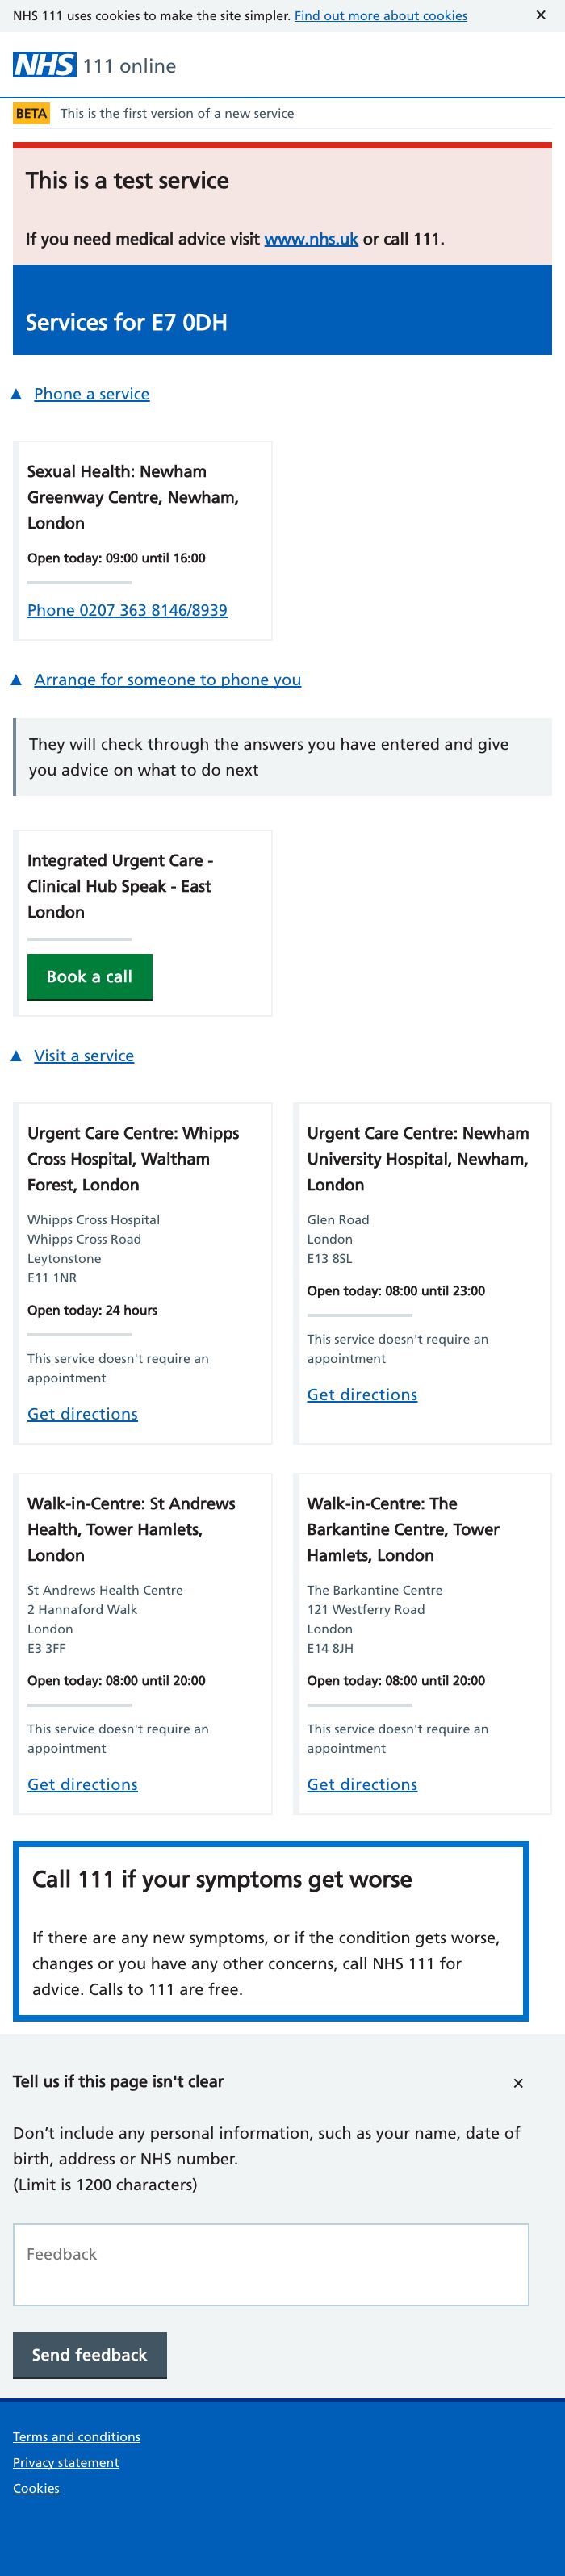 NHS 111 uses cookies to make the site simpler. Find out more about cookies ✕
NHS 111 online
BETA This is the first version of a new service
This is a test service
If you need medical advice visit www.nhs.uk or call 111.
Services for E7 0DH
▲ Phone a service
Sexual Health: Newham
Greenway Centre, Newham,
London
Open today: 09:00 until 16:00
Phone 0207 363 8146/8939
▲ Arrange for someone to phone you
They will check through the answers you have entered and give
you advice on what to do next
Integrated Urgent Care -
Clinical Hub Speak - East
London
Book a call
▲ Visit a service
Urgent Care Centre: Whipps
Cross Hospital, Waltham
Forest, London
Whipps Cross Hospital
Whipps Cross Road
Leytonstone
E11 1NR
Open today: 24 hours
This service doesn't require an
appointment
Get directions
Urgent Care Centre: Newham
University Hospital, Newham,
London
Glen Road
London
E13 8SL
Open today: 08:00 until 23:00
This service doesn't require an
appointment
Get directions
Walk-in-Centre: St Andrews
Health, Tower Hamlets,
London
St Andrews Health Centre
2 Hannaford Walk
London
E3 3FF
Open today: 08:00 until 20:00
This service doesn't require an
appointment
Get directions
Walk-in-Centre: The
Barkantine Centre, Tower
Hamlets, London
The Barkantine Centre
121 Westferry Road
London
E14 8JH
Open today: 08:00 until 20:00
This service doesn't require an
appointment
Get directions
Call 111 if your symptoms get worse
If there are any new symptoms, or if the condition gets worse,
changes or you have any other concerns, call NHS 111 for
advice. Calls to 111 are free.
Tell us if this page isn't clear ✕
Don’t include any personal information, such as your name, date of
birth, address or NHS number.
(Limit is 1200 characters)
Feedback
Send feedback
Terms and conditions
Privacy statement
Cookies